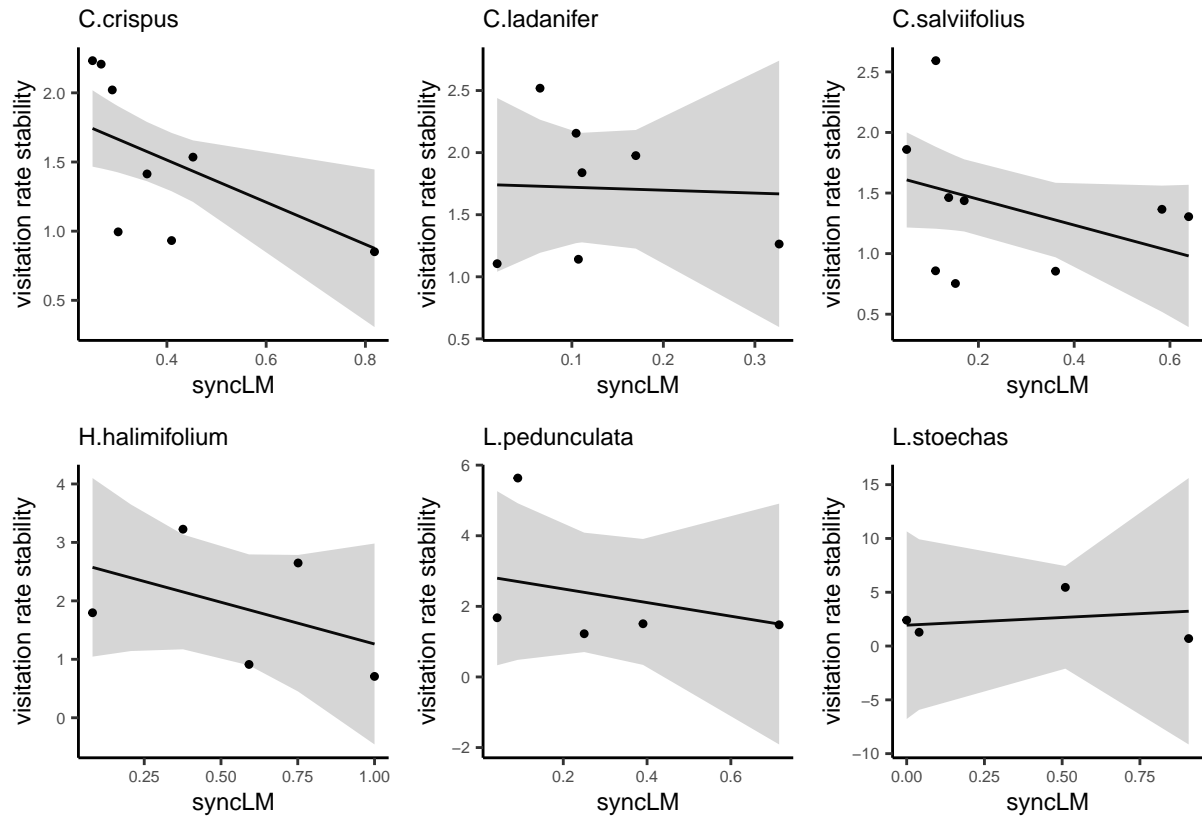 C.crispus
C.ladanifer
C.salviifolius
visitation rate stability
2.0
1.5
1.0
0.5
0.4
0.6
0.8
syncLM
visitation rate stability
2.5
2.0
1.5
1.0
0.5
0.1
0.2
0.3
syncLM
visitation rate stability
2.5
2.0
1.5
1.0
0.5
0.2
0.4
0.6
syncLM
H.halimifolium
L.pedunculata
L.stoechas
visitation rate stability
4
3
2
1
0
0.25
0.50
0.75
1.00
syncLM
visitation rate stability
6
4
2
0
−2
0.2
0.4
0.6
syncLM
visitation rate stability
15
10
5
0
−5
−10
0.00
0.25
0.50
0.75
syncLM